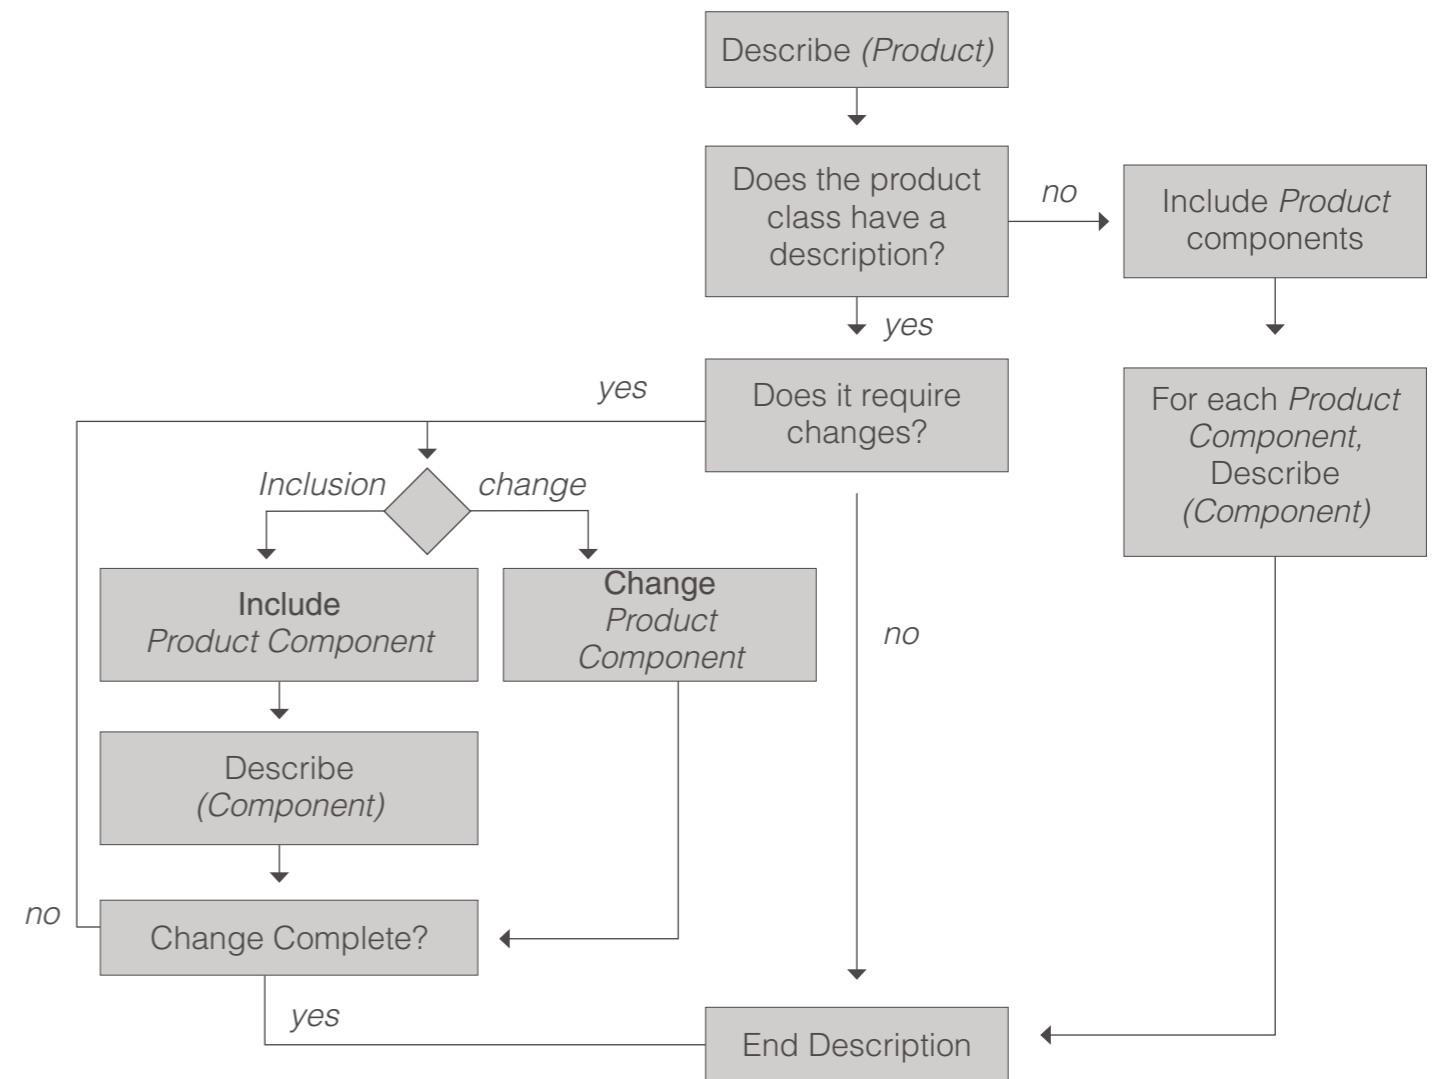 Describe (Product)
Does the product
class have a
description?
no
Include Product
components
yes
Does it require
changes?
yes
For each Product
Component,
Describe
(Component)
Inclusion
change
Include
Product Component
Change
Product
Component
no
Describe
(Component)
no
Change Complete?
yes
End Description